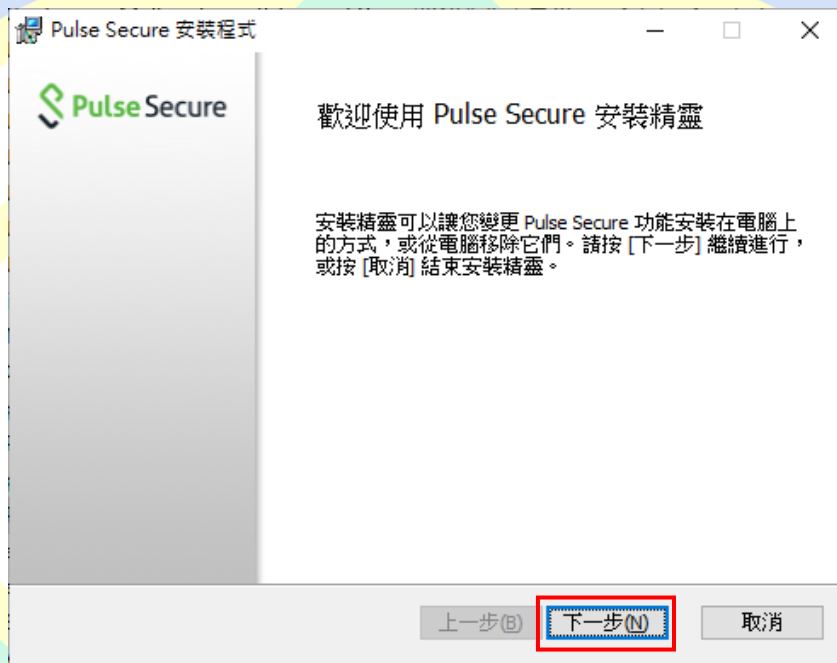 Pulse Secure 安裝程式
Pulse Secure
歡迎使用 Pulse Secure 安裝精靈
安裝精靈可以讓您變更 Pulse Secure 功能安裝在電腦上
的方式，或從電腦移除它們。請按 [下一步] 繼續進行，
或按 [取消] 結束安裝精靈。
上一步(B) 下一步(N) 取消